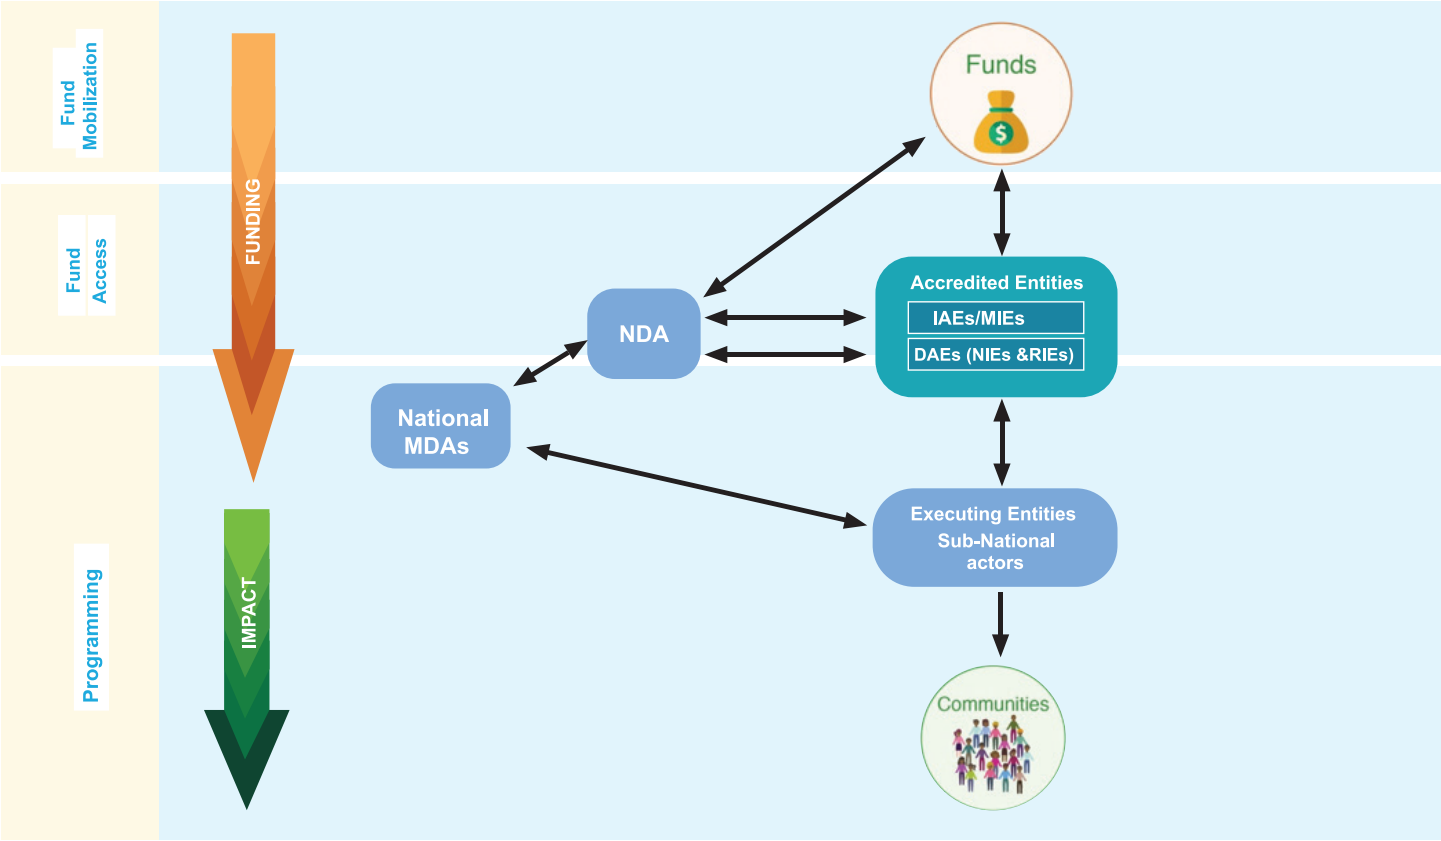 Fund
Mobilization
Funds
$
FUNDING
Fund
Access
Accredited Entities
IAEs/MIEs
DAEs (NIEs &RIEs)
NDA
National
MDAs
Executing Entities
Sub-National
actors
Programming
IMPACT
Communities